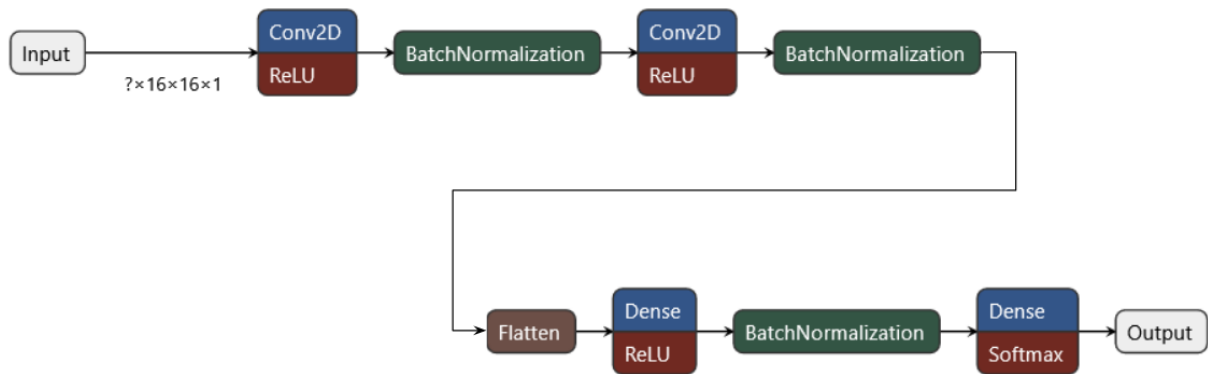 Input
?×16×16×1
Conv2D
ReLU
BatchNormalization
Conv2D
ReLU
BatchNormalization
Flatten
Dense
ReLU
BatchNormalization
Dense
Softmax
Output